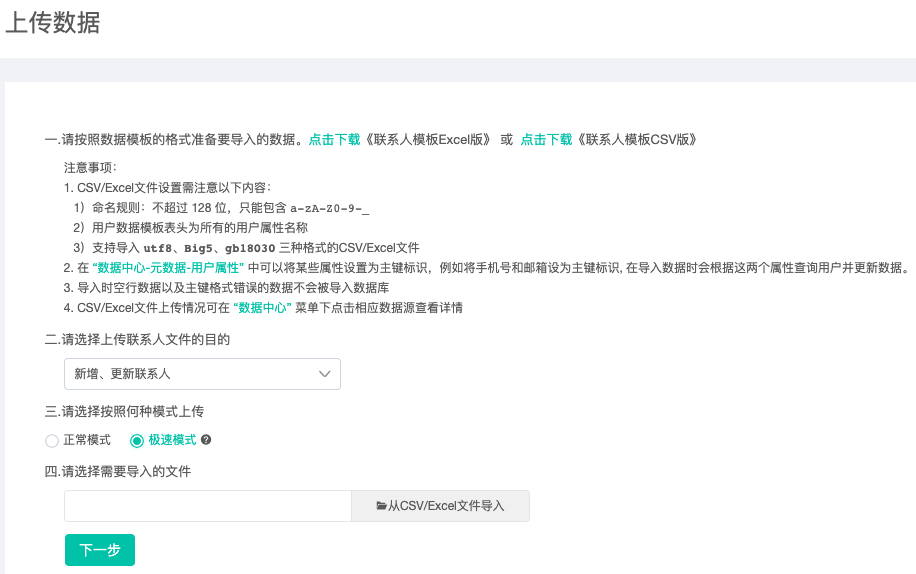 上传数据
一.请按照数据模板的格式准备要导入的数据。点击下载《联系人模板Excel版》 或 点击下载《联系人模板CSV版》
注意事项：
1. CSV/Excel文件设置需注意以下内容：
1）命名规则：不超过 128 位，只能包含 a-zA-Z0-9-_
2）用户数据模板表头为所有的用户属性名称
3）支持导入 utf8、Big5、gb18030 三种格式的CSV/Excel文件
2. 在 “数据中心-元数据-用户属性” 中可以将某些属性设置为主键标识，例如将手机号和邮箱设为主键标识, 在导入数据时会根据这两个属性查询用户并更新数据。
3. 导入时空行数据以及主键格式错误的数据不会被导入数据库
4. CSV/Excel文件上传情况可在 “数据中心” 菜单下点击相应数据源查看详情
二.请选择上传联系人文件的目的
新增、更新联系人
三.请选择按照何种模式上传
正常模式 极速模式 ?
四.请选择需要导入的文件
从CSV/Excel文件导入
下一步